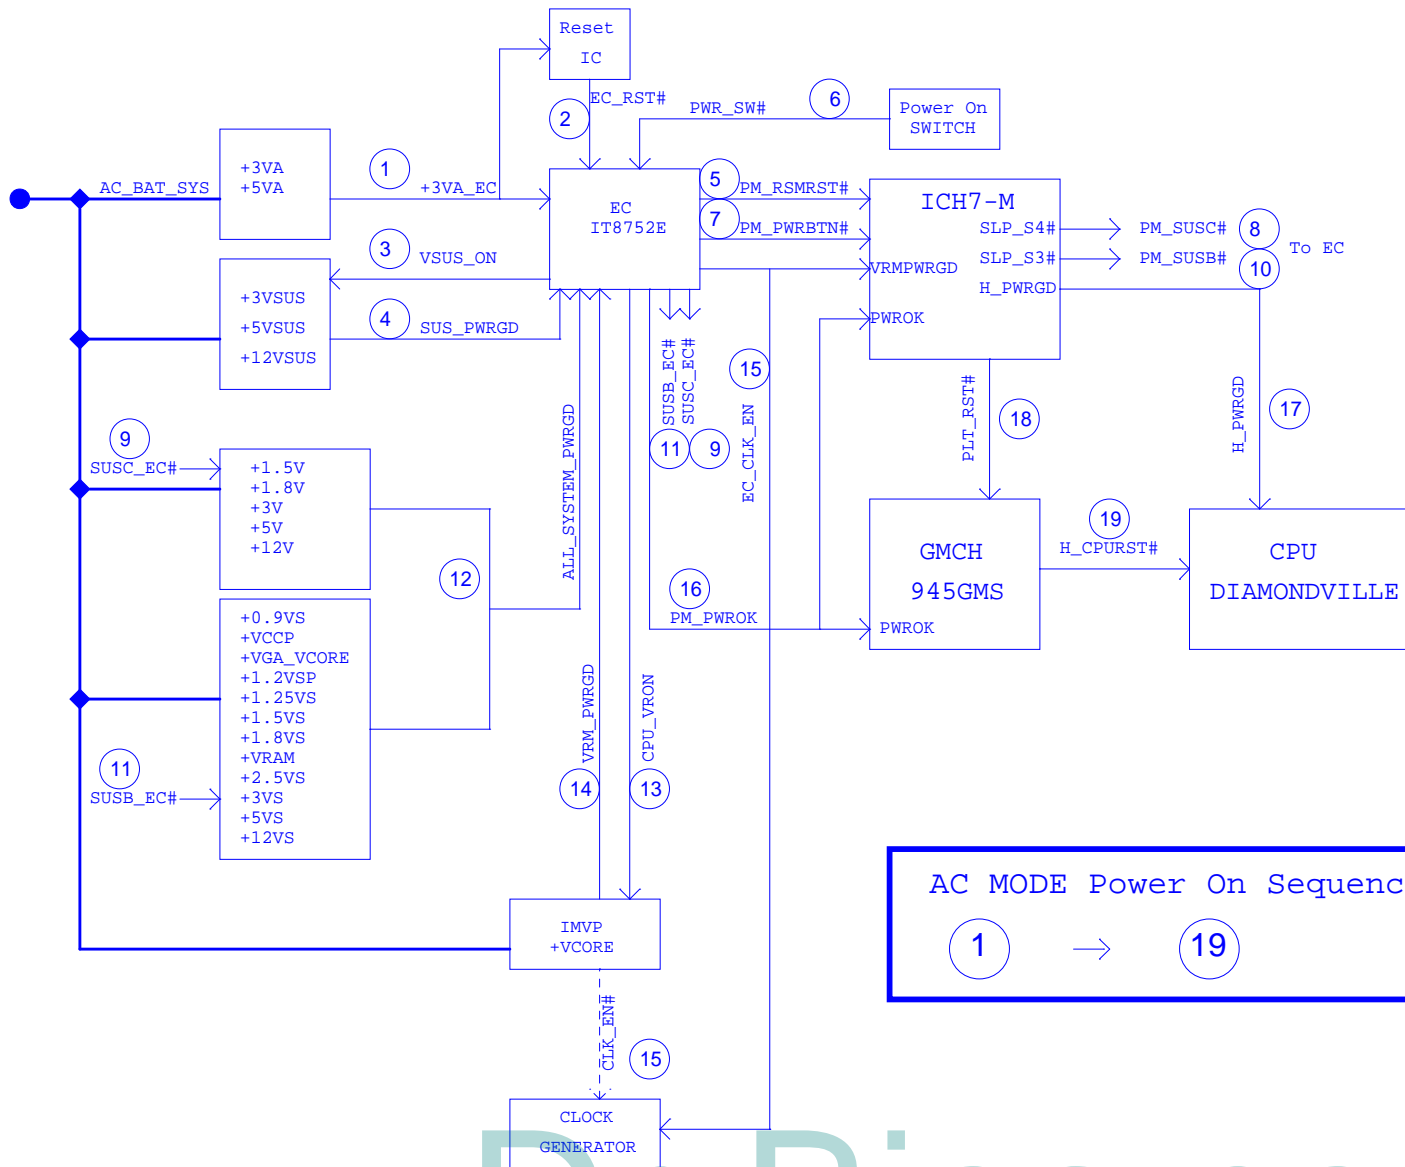 Reset
IC
EC_RST#
2
PWR_SW#
6
Power On
SWITCH
AC_BAT_SYS
+3VA
+5VA
1
+3VA_EC
EC
IT8752E
5
PM_RSMRST#
7
PM_PWRBTN#
ICH7-M
SLP_S4#
SLP_S3#
H_PWRGD
VRMPWRGD
PWROK
PM_SUSC#
8
PM_SUSB#
10
To EC
3
VSUS_ON
+3VSUS
+5VSUS
+12VSUS
4
SUS_PWRGD
SUSB_EC#
SUSC_EC#
11
9
15
EC_CLK_EN
PLT_RST#
18
H_PWRGD
17
9
SUSC_EC#
+1.5V
+1.8V
+3V
+5V
+12V
12
ALL_SYSTEM_PWRGD
GMCH
945GMS
PWROK
19
H_CPURST#
CPU
DIAMONDVILLE
16
PM_PWROK
+0.9VS
+VCCP
+VGA_VCORE
+1.2VSP
+1.25VS
+1.5VS
+1.8VS
+VRAM
+2.5VS
+3VS
+5VS
+12VS
11
SUSB_EC#
VRM_PWRGD
14
CPU_VRON
13
IMVP
+VCORE
CLK_EN#
15
CLOCK
GENERATOR
AC MODE Power On Sequenc
1
19